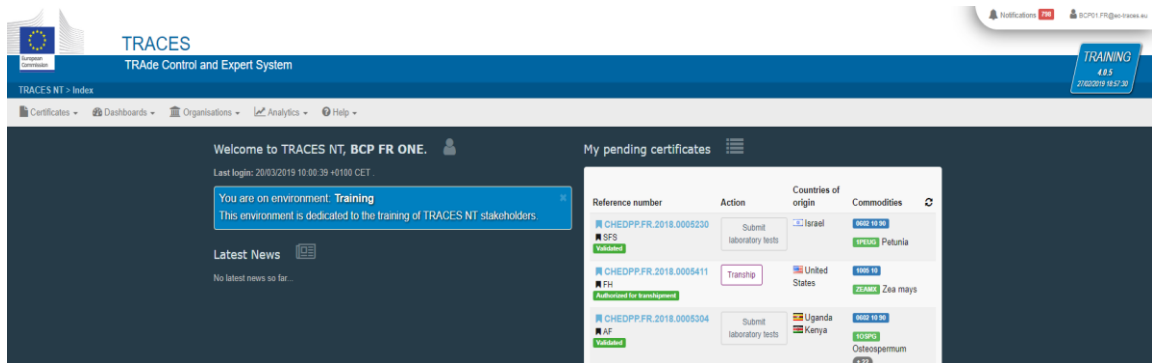 Notifications 798 BCP01.FR@ec-traces.eu
European
Commission
TRACES
TRAde Control and Expert System
TRAINING
4.0.5
27/02/2019 18:57:30
TRACES NT > Index
Certificates Dashboards Organisations Analytics Help
Welcome to TRACES NT, BCP FR ONE.
Last login: 20/03/2019 10:00:39 +0100 CET .
You are on environment: Training
This environment is dedicated to the training of TRACES NT stakeholders.
Latest News
No latest news so far...
My pending certificates
Reference number Action Countries of origin Commodities
CHEDPP.FR.2018.0005230
SFS
Validated
Submit
laboratory tests
Israel
0602 10 90
1PEUG Petunia
CHEDPP.FR.2018.0005411
FH
Authorized for transhipment
Tranship
United
States
1005 10
ZEAMX Zea mays
CHEDPP.FR.2018.0005304
AF
Validated
Submit
laboratory tests
Uganda
Kenya
0602 10 90
1OSPG
Osteospermum